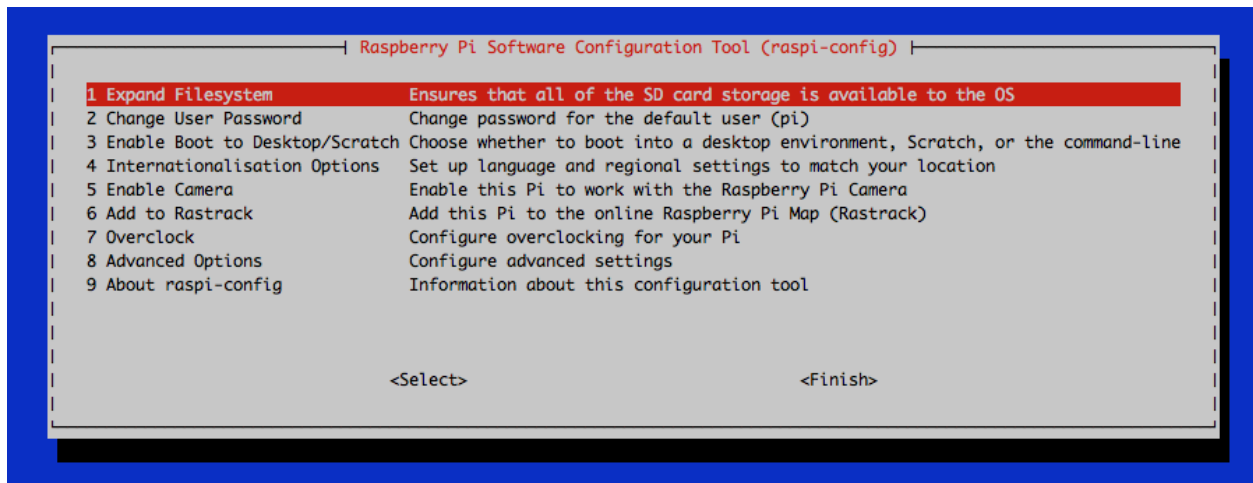 Raspberry Pi Software Configuration Tool (raspi-config)
1 Expand Filesystem Ensures that all of the SD card storage is available to the OS
2 Change User Password Change password for the default user (pi)
3 Enable Boot to Desktop/Scratch Choose whether to boot into a desktop environment, Scratch, or the command-line
4 Internationalisation Options Set up language and regional settings to match your location
5 Enable Camera Enable this Pi to work with the Raspberry Pi Camera
6 Add to Rastrack Add this Pi to the online Raspberry Pi Map (Rastrack)
7 Overclock Configure overclocking for your Pi
8 Advanced Options Configure advanced settings
9 About raspi-config Information about this configuration tool
<Select> <Finish>